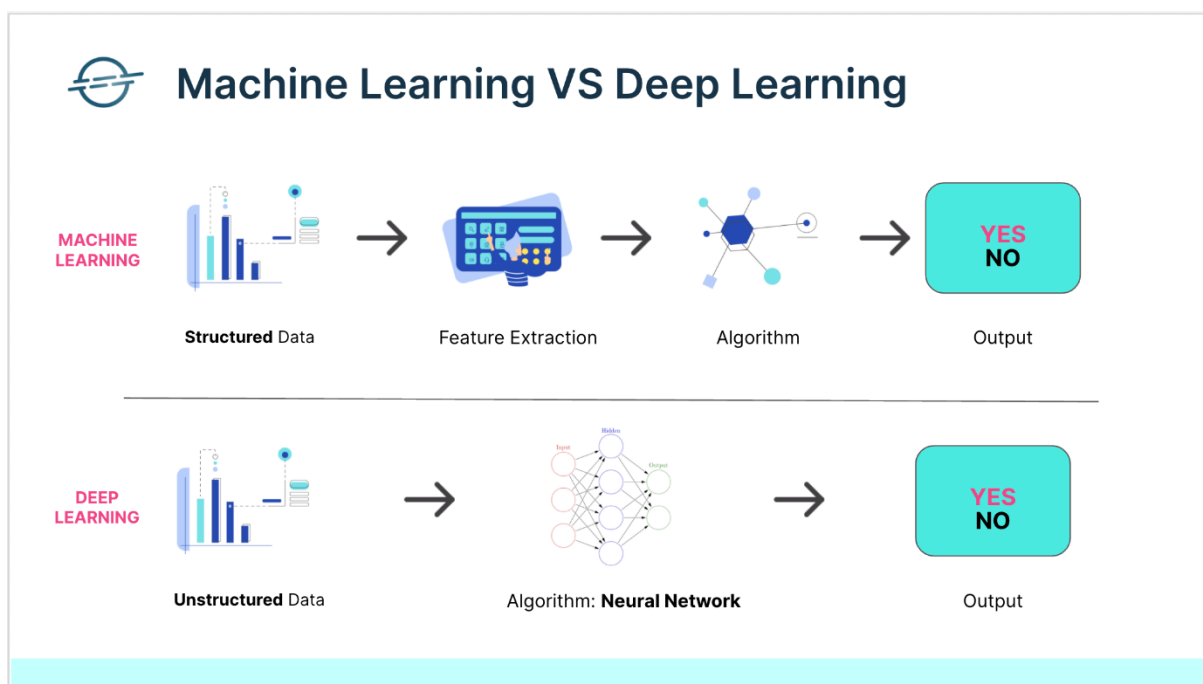 Machine Learning VS Deep Learning
MACHINE
LEARNING
YES
NO
Structured Data
Feature Extraction
Algorithm
Output
DEEP
LEARNING
Input
Hidden
Output
YES
NO
Unstructured Data
Algorithm: Neural Network
Output